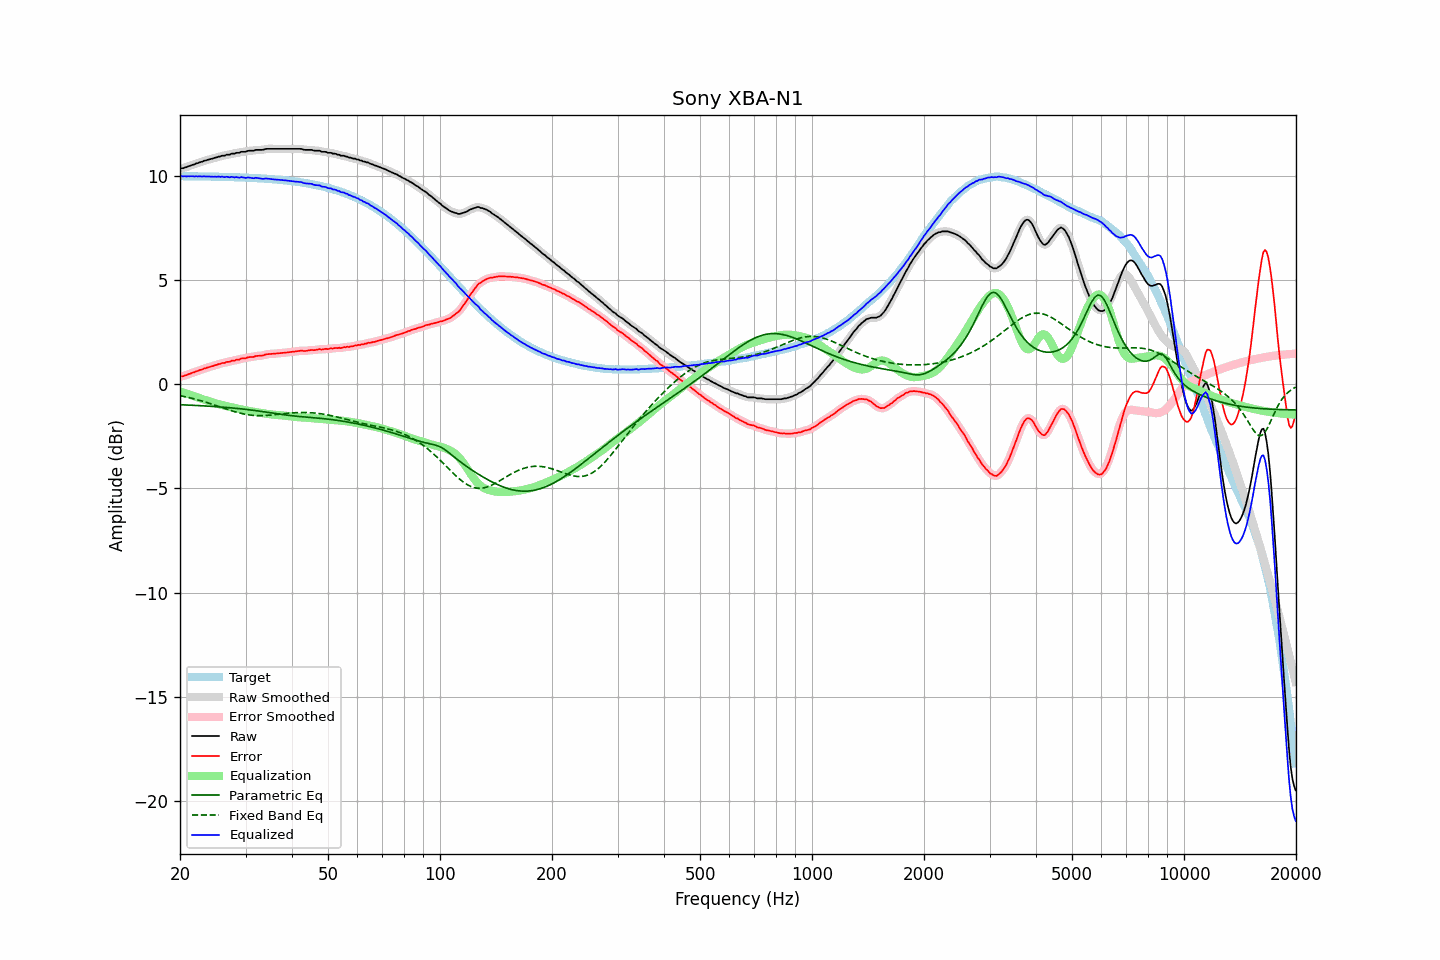 Sony XBA-N1
Amplitude (dBr)
10
5
0
−5
−10
−15
−20
Target
Raw Smoothed
Error Smoothed
Raw
Error
Equalization
Parametric Eq
Fixed Band Eq
Equalized
20 50 100 200 500 1000 2000 5000 10000 20000
Frequency (Hz)